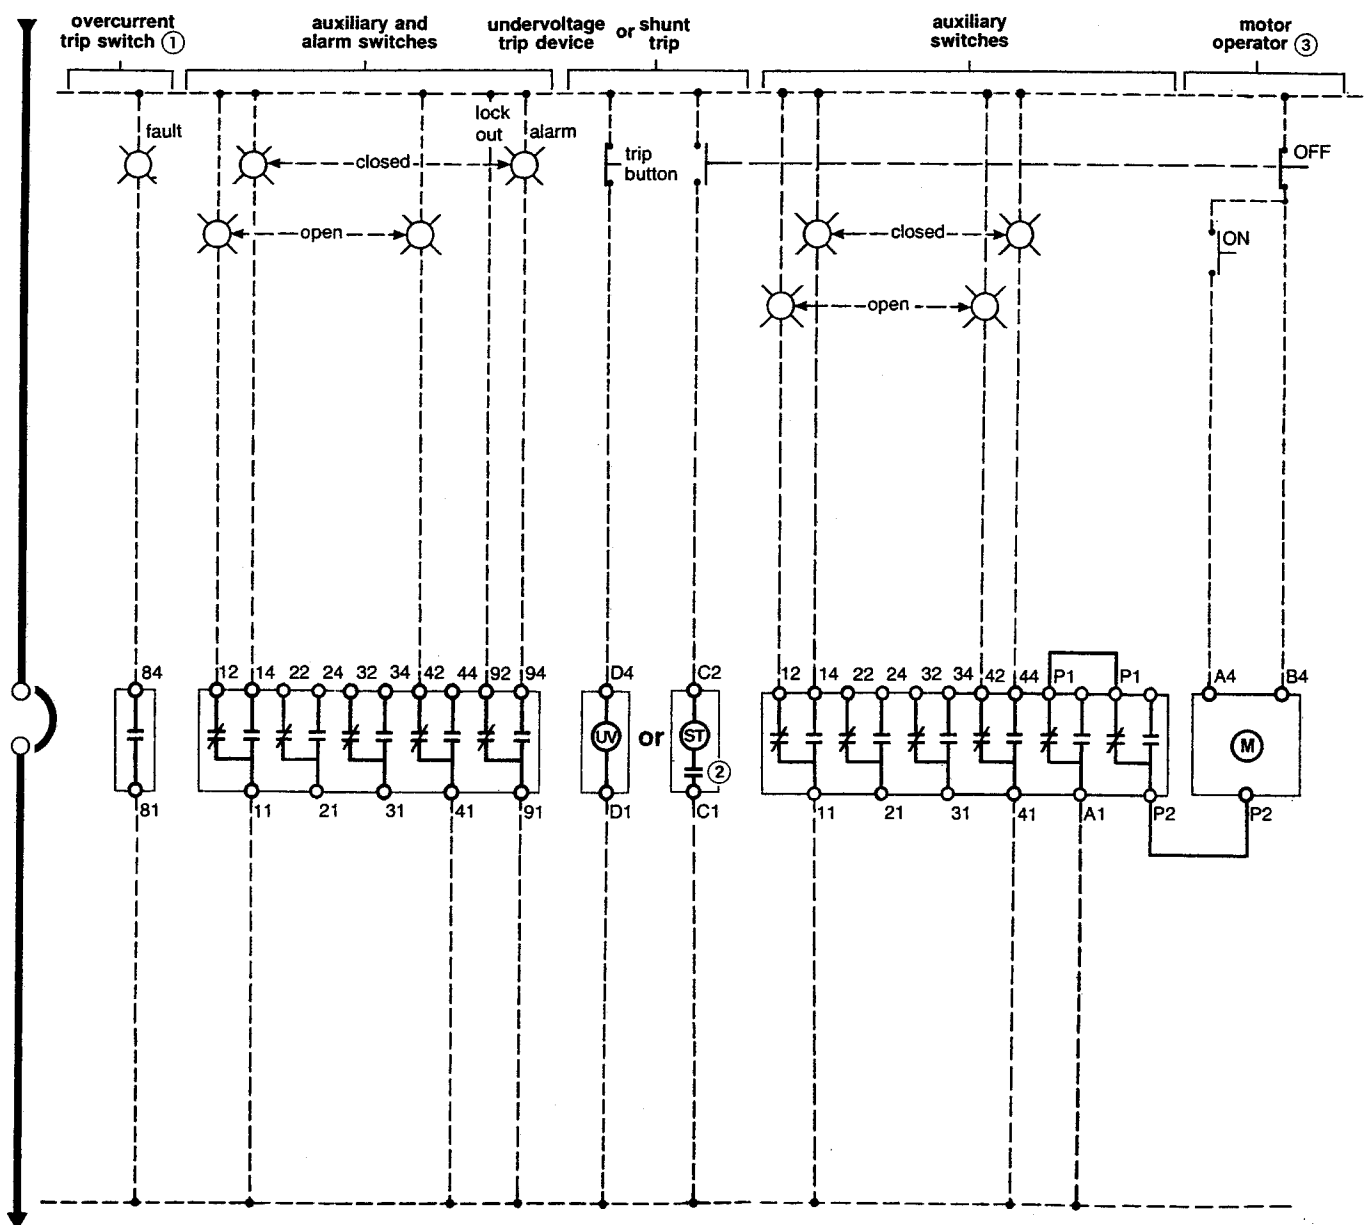 overcurrent
trip switch ①
auxiliary and
alarm switches
undervoltage
trip device
or
shunt
trip
auxiliary
switches
motor
operator ③
fault
lock
out
alarm
closed
trip
button
OFF
open
closed
ON
open
84
12 14 22 24 32 34 42 44 92 94
D4
C2
12 14 22 24 32 34 42 44 P1 P1
A4
B4
UV
or
ST
②
M
81
11 21 31 41 91
D1
C1
11 21 31 41 A1 P2
P2